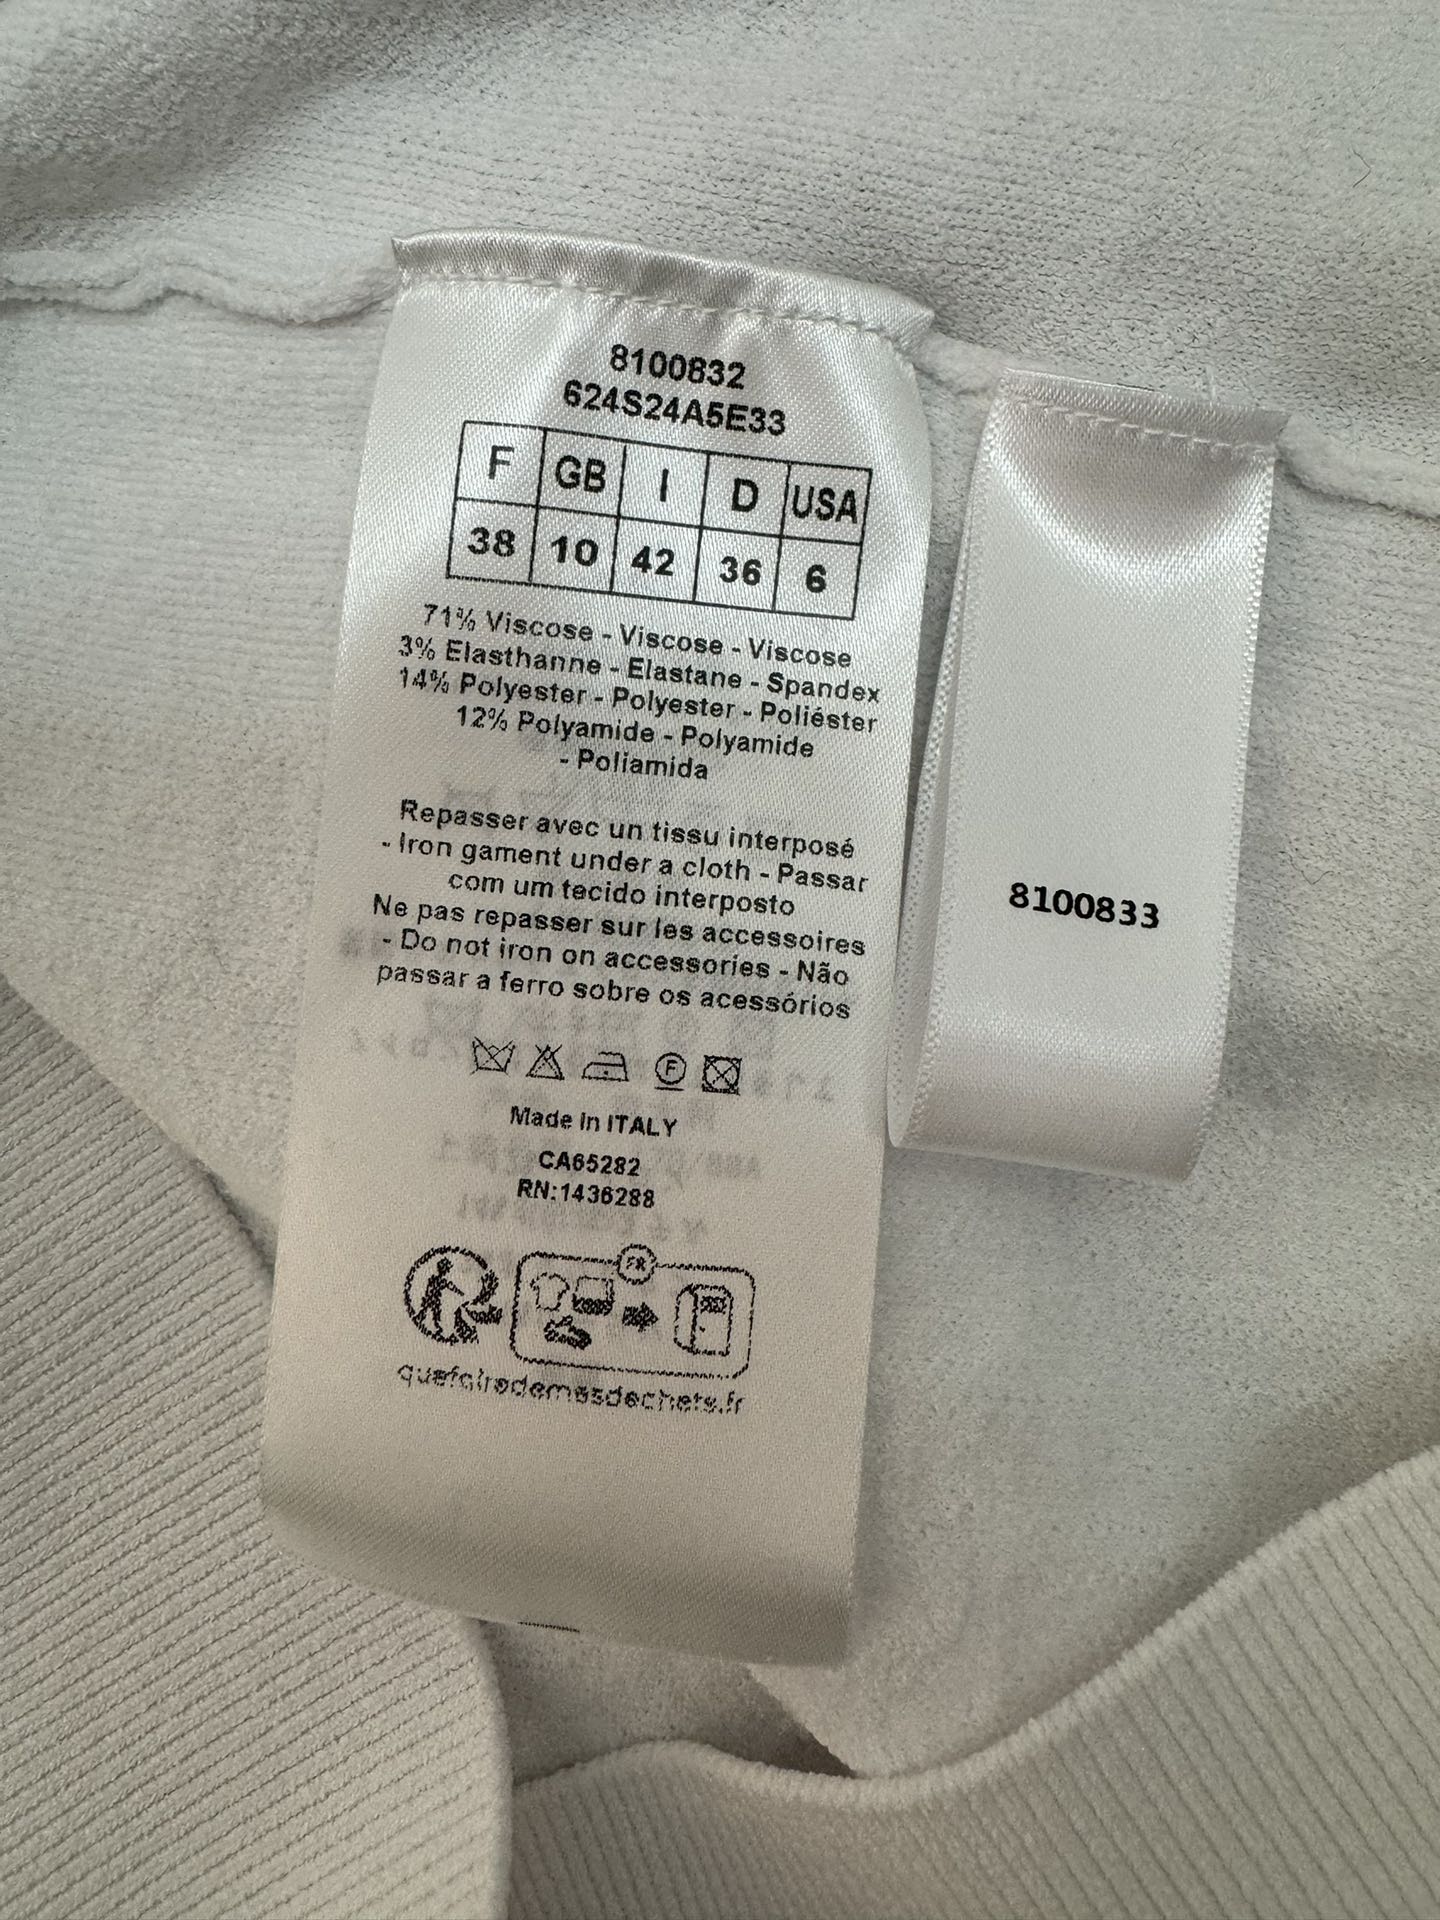 8100832
624S24A5E33
F GB I D USA
38 10 42 36 6
71% Viscose - Viscose - Viscose
3% Elasthanne - Elastane - Spandex
14% Polyester - Polyester - Poliéster
12% Polyamide - Polyamide
- Poliamida
Repasser avec un tissu interposé
- Iron gament under a cloth - Passar
com um tecido interposto
Ne pas repasser sur les accessoires
- Do not iron on accessories - Não
passar a ferro sobre os acessórios
F
Made in ITALY
CA65282
RN:1436288
FR
quefairedemesdechets.fr
8100833